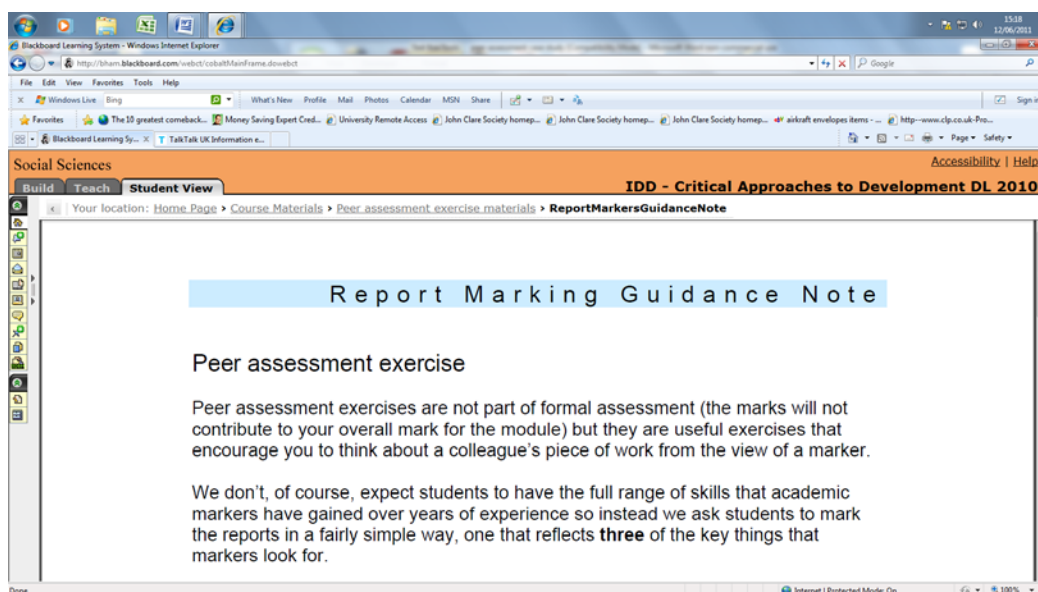 15:18
12/06/2011
Blackboard Learning System - Windows Internet Explorer
http://bham.blackboard.com/webct/cobaltMainFrame.dowebct
Google
File Edit View Favorites Tools Help
X Windows Live Bing What's New Profile Mail Photos Calendar MSN Share Sign in
Favorites The 10 greatest comeback... Money Saving Expert Cred... University Remote Access John Clare Society homep... John Clare Society homep... John Clare Society homep... airkraft envelopes items - ... http--www.clp.co.uk-Pro...
Blackboard Learning Sy... X TalkTalk UK Information e... Page Safety
Social Sciences Accessibility | Help
Build Teach Student View IDD - Critical Approaches to Development DL 2010
Your location: Home Page › Course Materials › Peer assessment exercise materials › ReportMarkersGuidanceNote
Report Marking Guidance Note
Peer assessment exercise
Peer assessment exercises are not part of formal assessment (the marks will not
contribute to your overall mark for the module) but they are useful exercises that
encourage you to think about a colleague's piece of work from the view of a marker.
We don't, of course, expect students to have the full range of skills that academic
markers have gained over years of experience so instead we ask students to mark
the reports in a fairly simple way, one that reflects three of the key things that
markers look for.
Done Internet | Protected Mode: On 100%